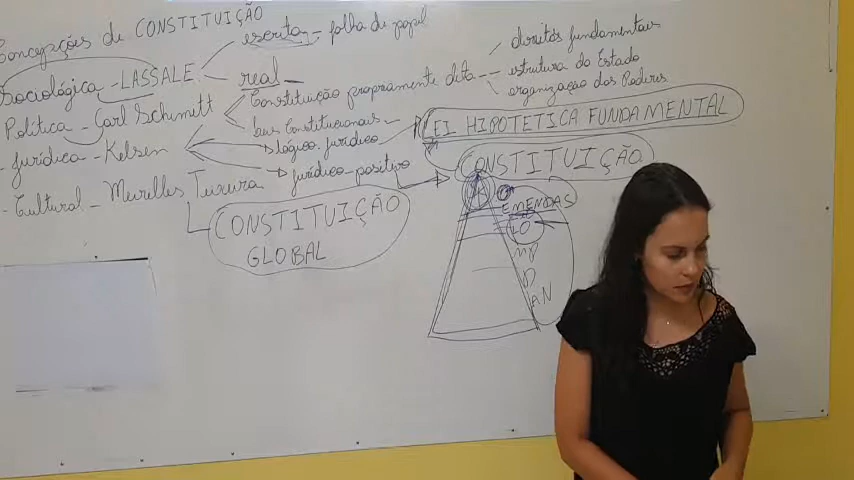 Concepções de CONSTITUIÇÃO
escrita - folha de papel
Sociológica - LASSALE
real
Política - Carl Schimett
Constituição propriamente dita
direitos fundamentais
estrutura do Estado
organização dos Poderes
Leis Constitucionais
- Jurídica - Kelsen
lógico-jurídico
LEI HIPOTETICA FUNDAMENTAL
jurídico-positivo
CONSTITUIÇÃO
- Cultural - Meirelles Teixeira
CONSTITUIÇÃO
GLOBAL
EMENDAS
LO
MP
D
AN